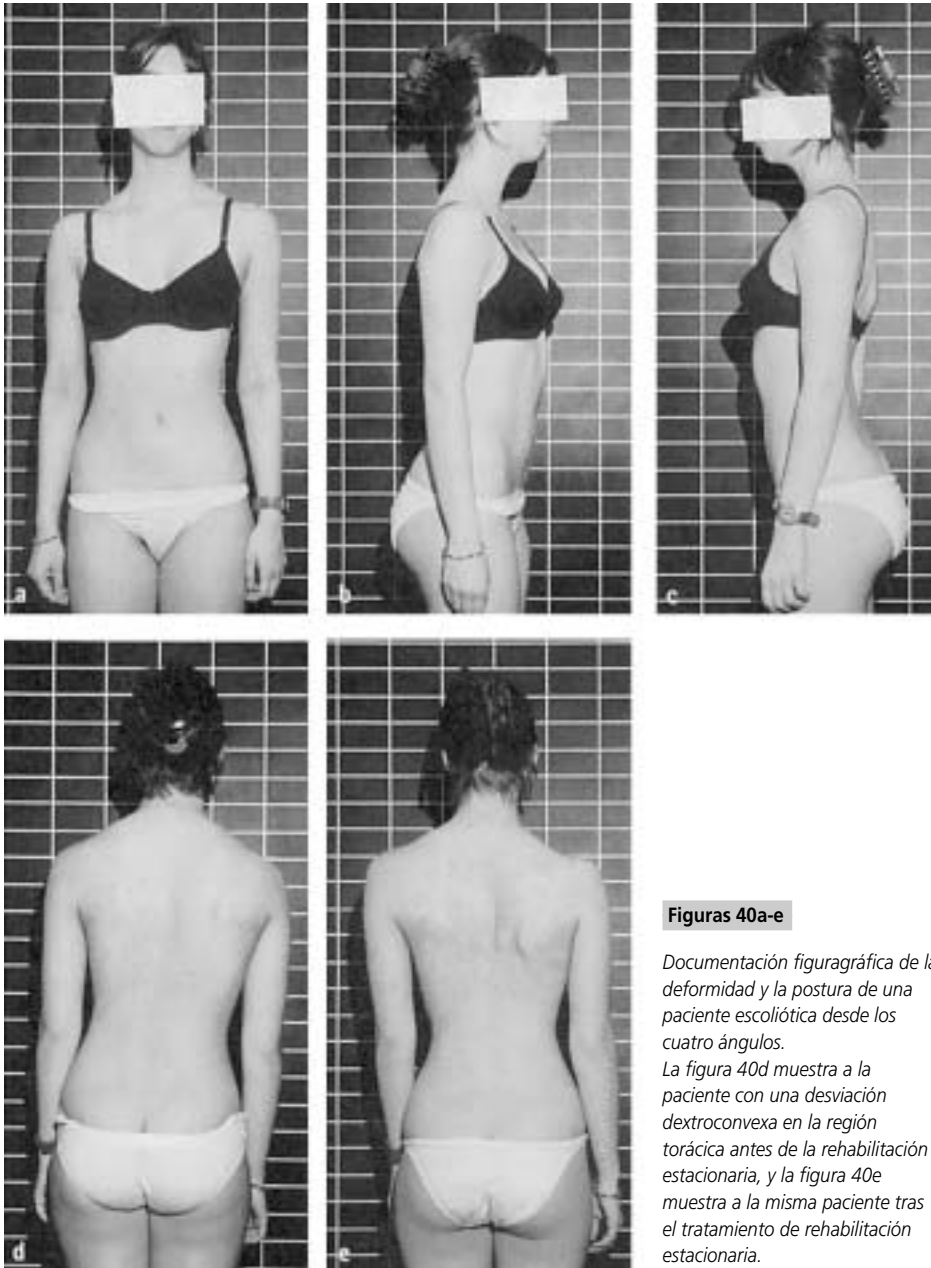 a
b
c
d
e
Figuras 40a-e
Documentación figuragráfica de la
deformidad y la postura de una
paciente escoliótica desde los
cuatro ángulos.
La figura 40d muestra a la
paciente con una desviación
dextroconvexa en la región
torácica antes de la rehabilitación
estacionaria, y la figura 40e
muestra a la misma paciente tras
el tratamiento de rehabilitación
estacionaria.